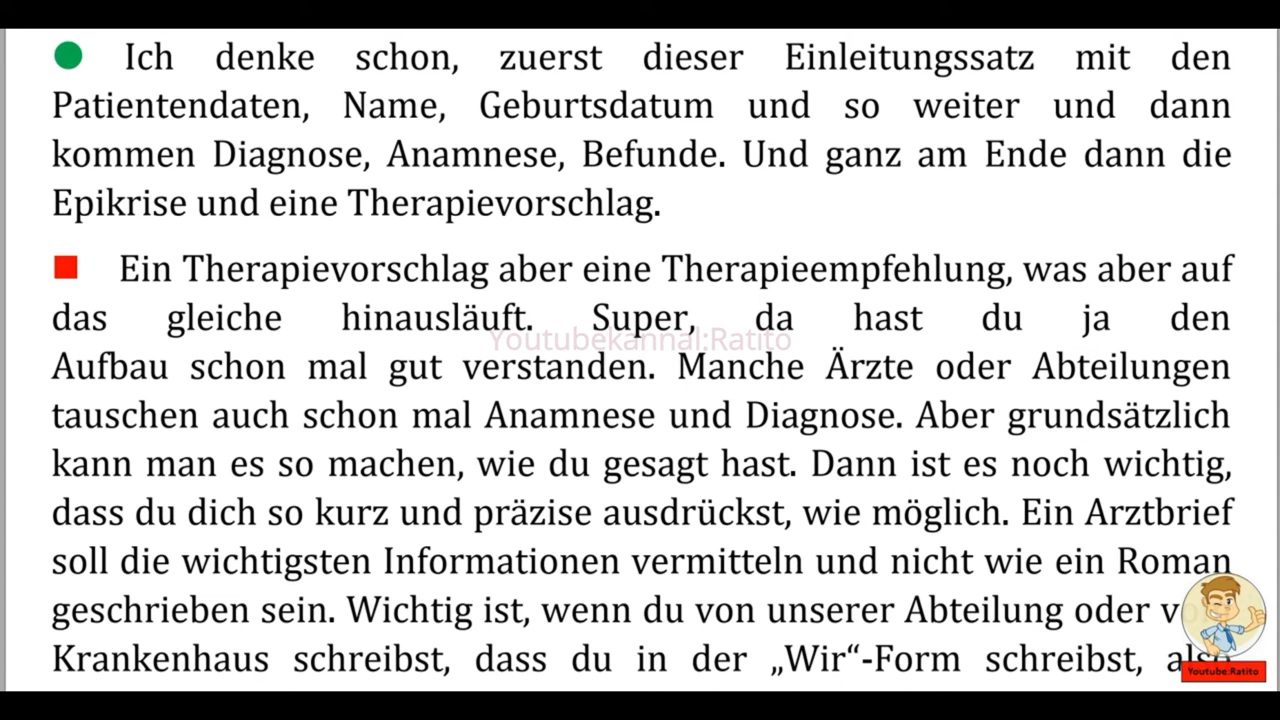 Ich denke schon, zuerst dieser Einleitungssatz mit den
Patientendaten, Name, Geburtsdatum und so weiter und dann
kommen Diagnose, Anamnese, Befunde. Und ganz am Ende dann die
Epikrise und eine Therapievorschlag.
Ein Therapievorschlag aber eine Therapieempfehlung, was aber auf
das gleiche hinausläuft. Super, da hast du ja den
Youtubekannal:Ratito
Aufbau schon mal gut verstanden. Manche Ärzte oder Abteilungen
tauschen auch schon mal Anamnese und Diagnose. Aber grundsätzlich
kann man es so machen, wie du gesagt hast. Dann ist es noch wichtig,
dass du dich so kurz und präzise ausdrückst, wie möglich. Ein Arztbrief
soll die wichtigsten Informationen vermitteln und nicht wie ein Roman
geschrieben sein. Wichtig ist, wenn du von unserer Abteilung oder
Krankenhaus schreibst, dass du in der „Wir“-Form schreibst, also
Youtube:Ratito